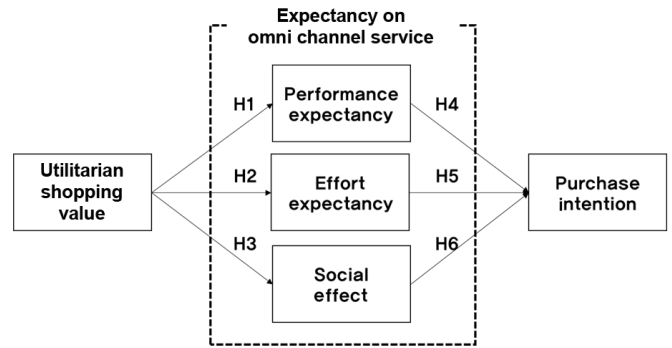 Expectancy on
omni channel service
Performance
expectancy
H1
H4
Utilitarian
shopping
value
H2
Effort
expectancy
H5
Purchase
intention
H3
H6
Social
effect